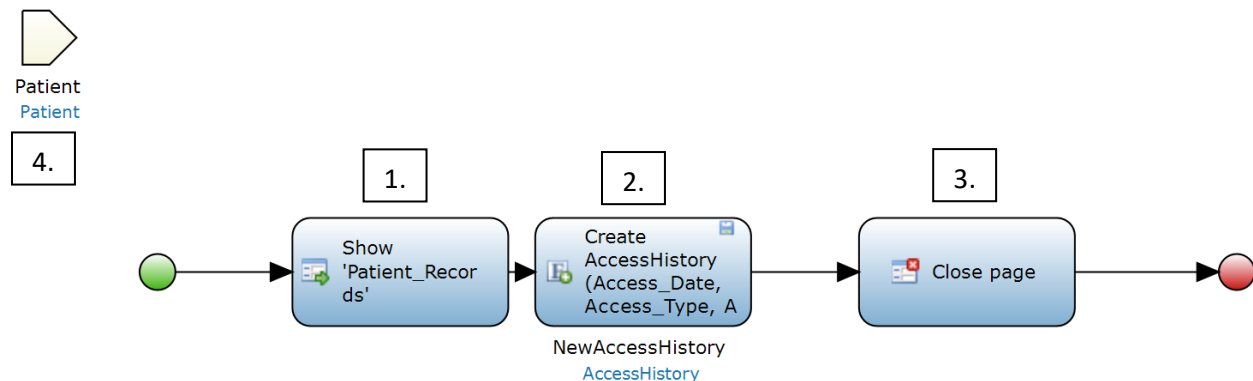 Patient
Patient
4.
1.
Show
'Patient_Recor
ds'
2.
Create
AccessHistory
(Access_Date,
Access_Type, A
NewAccessHistory
AccessHistory
3.
Close page